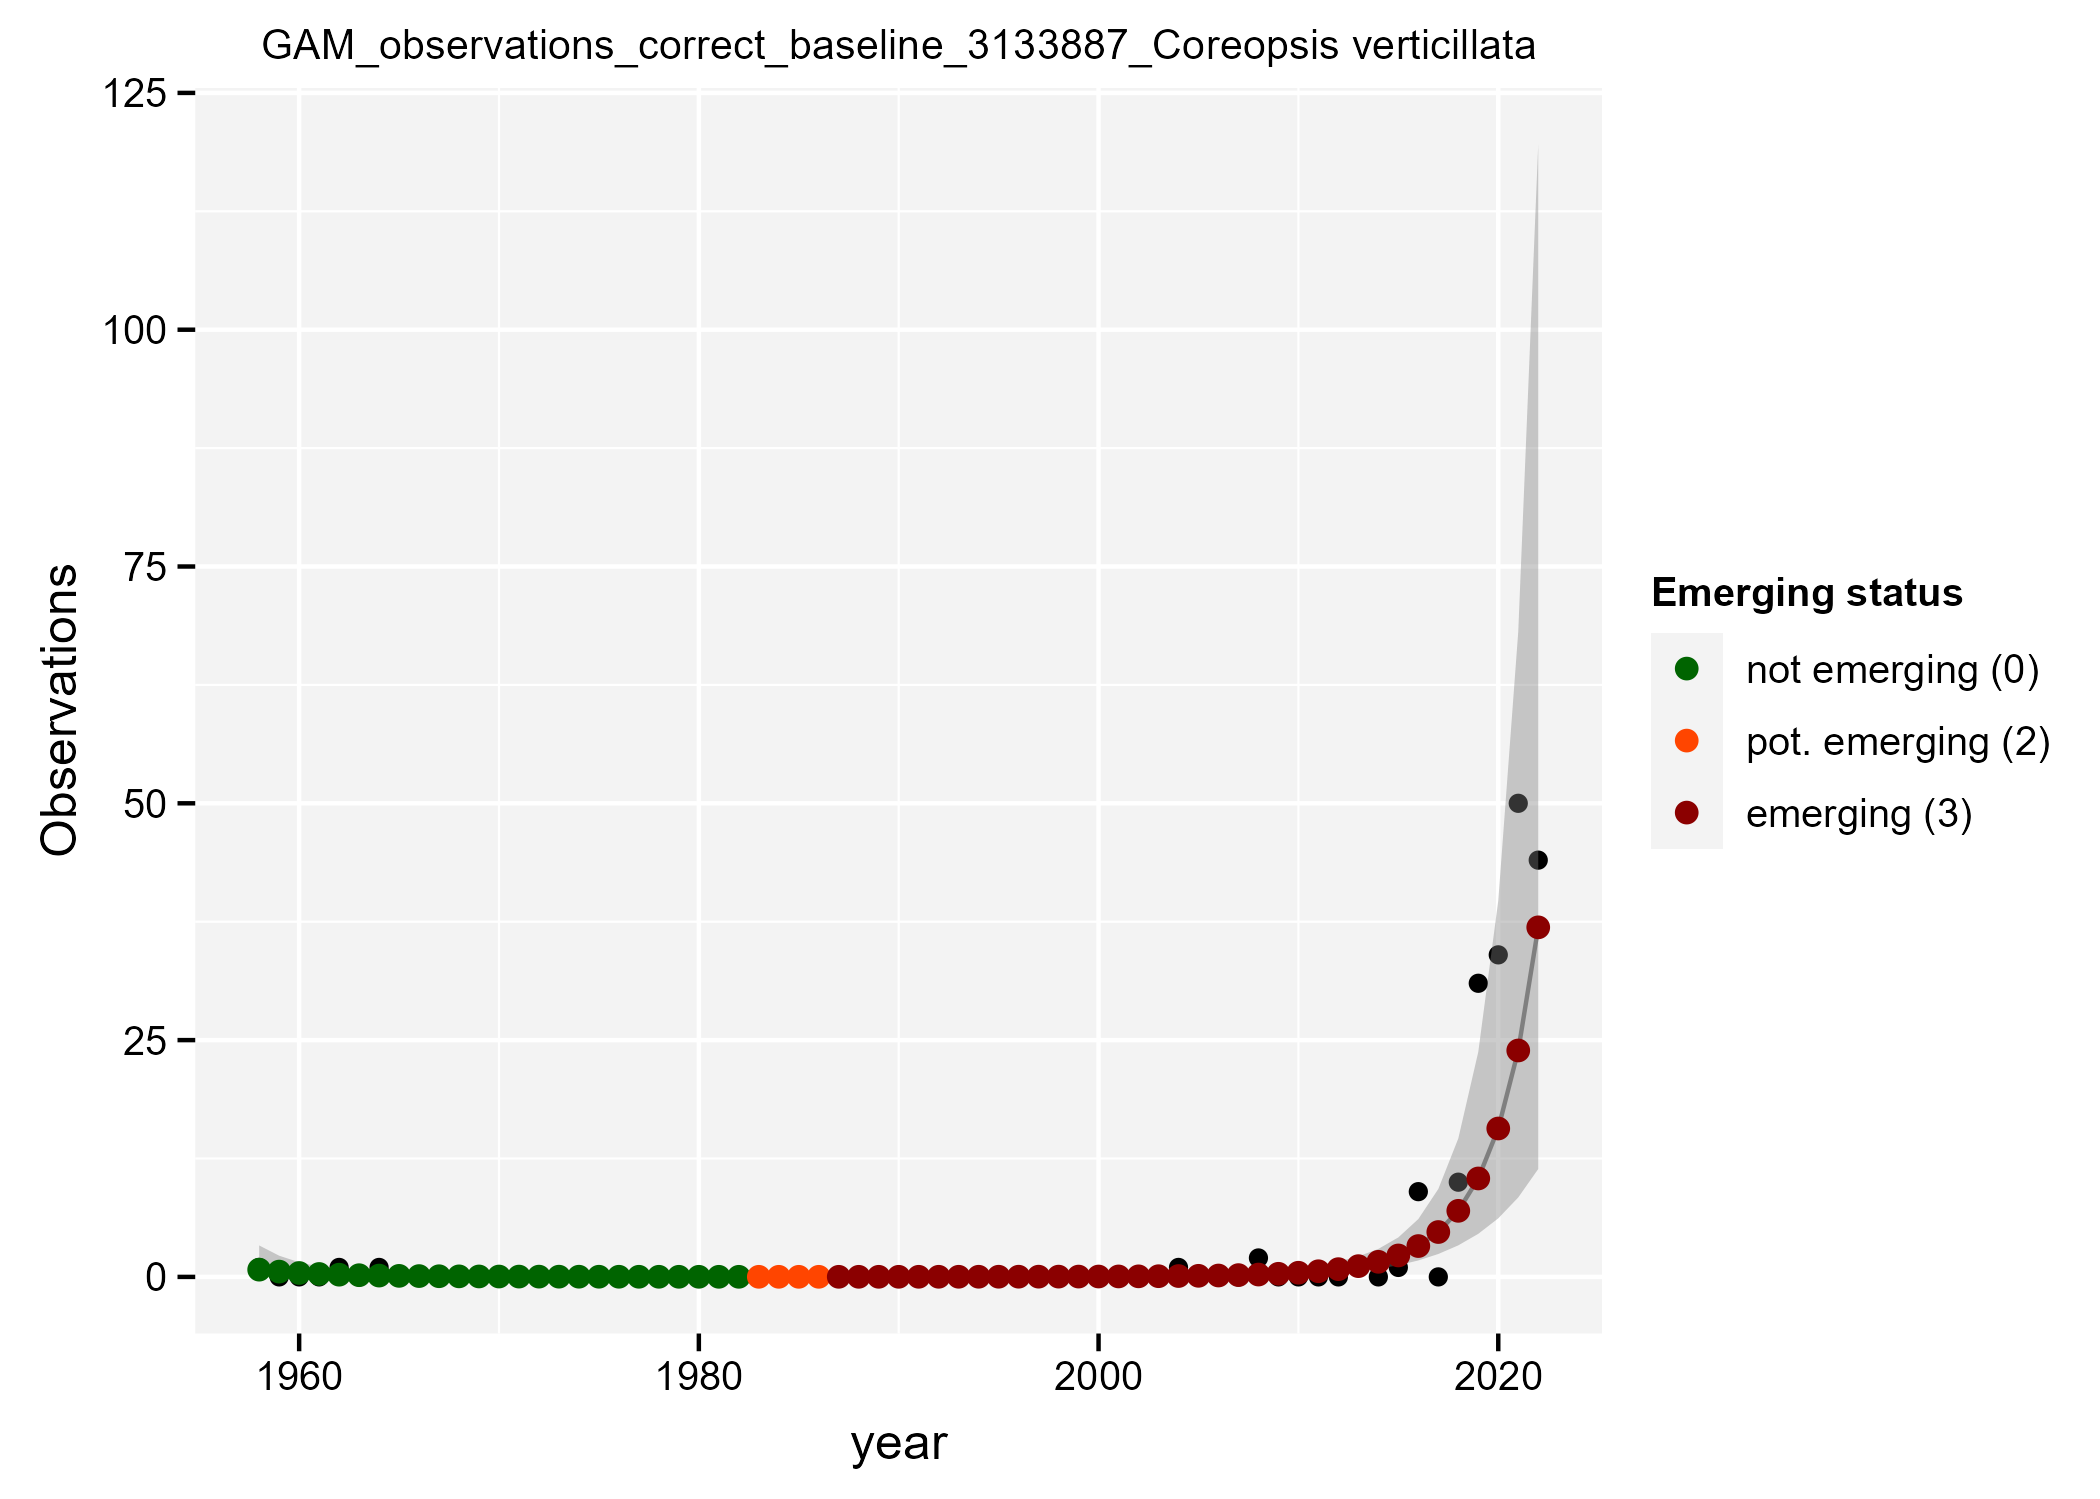 GAM_observations_correct_baseline_3133887_Coreopsis verticillata
125
100
75
50
25
0
Observations
1960
1980
2000
2020
year
Emerging status
not emerging (0)
pot. emerging (2)
emerging (3)